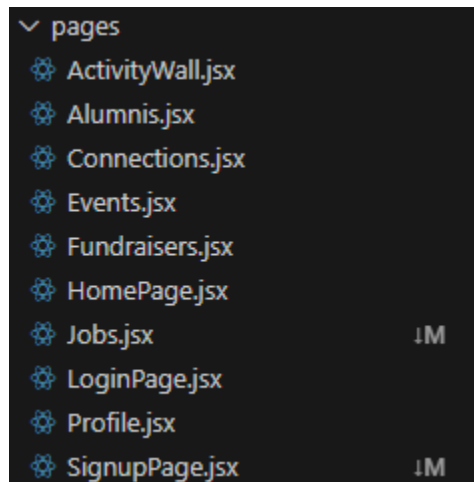 pages
ActivityWall.jsx
Alumnis.jsx
Connections.jsx
Events.jsx
Fundraisers.jsx
HomePage.jsx
Jobs.jsx ↓M
LoginPage.jsx
Profile.jsx
SignupPage.jsx ↓M